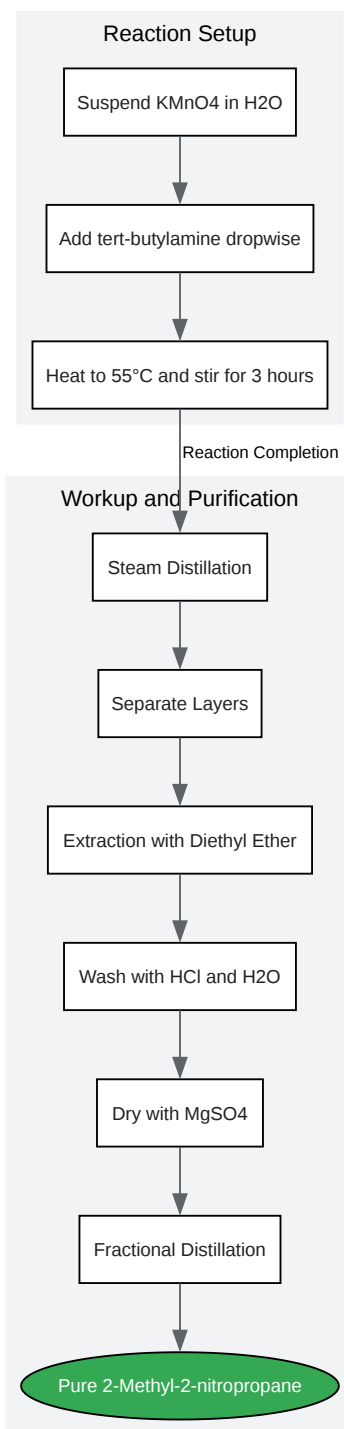 Reaction Setup
Suspend KMnO4 in H2O
Add tert-butylamine dropwise
Heat to 55°C and stir for 3 hours
Reaction Completion
Workup and Purification
Steam Distillation
Separate Layers
Extraction with Diethyl Ether
Wash with HCl and H2O
Dry with MgSO4
Fractional Distillation
Pure 2-Methyl-2-nitropropane